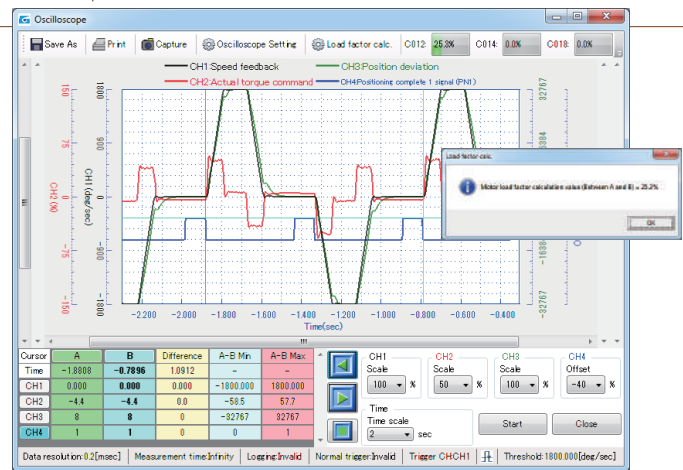 Oscilloscope
Save As Print Capture Oscilloscope Setting Load factor calc. C012: 25.3% C014: 0.0% C018: 0.0%
CH1:Speed feedback CH3:Position deviation
CH2:Actual torque command CH4:Positioning complete 1 signal (PN1)
150 75 0 -75 -150
CH2(%)
1800 900 0 -900 -1800
CH1(deg/sec)
32767 16384 -16384 -32767
-2.200 -2.000 -1.800 -1.600 -1.400 -1.200 -1.000 -0.800 -0.600 -0.400
Time(sec)
Load factor calc.
Motor load factor calculation value (Between A and B) = 25.3%
OK
Cursor A B Difference A-B Min A-B Max
Time -1.8808 -0.7896 1.0912 - -
CH1 0.000 0.000 0.000 -1800.000 1800.000
CH2 -4.4 -4.4 0.0 -58.5 57.7
CH3 8 8 0 -32767 32767
CH4 1 1 0 0 1
CH1 CH2 CH3 CH4
Scale Scale Scale Offset
100 % 50 % 100 % -40 %
Time
Time scale
2 sec
Start Close
Data resolution:0.2[msec] Measurement time:Infinity Logging:Invalid Normal trigger:Invalid Trigger CHCH1 Threshold:1800.000[deg/sec]